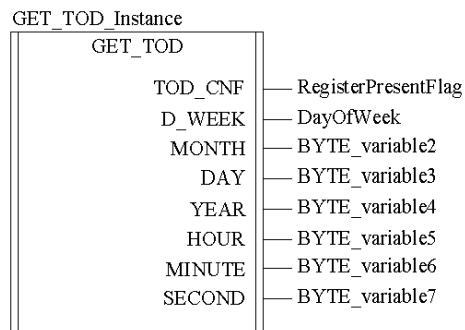 GET_TOD_Instance
GET_TOD
TOD_CNF RegisterPresentFlag
D_WEEK DayOfWeek
MONTH BYTE_variable2
DAY BYTE_variable3
YEAR BYTE_variable4
HOUR BYTE_variable5
MINUTE BYTE_variable6
SECOND BYTE_variable7